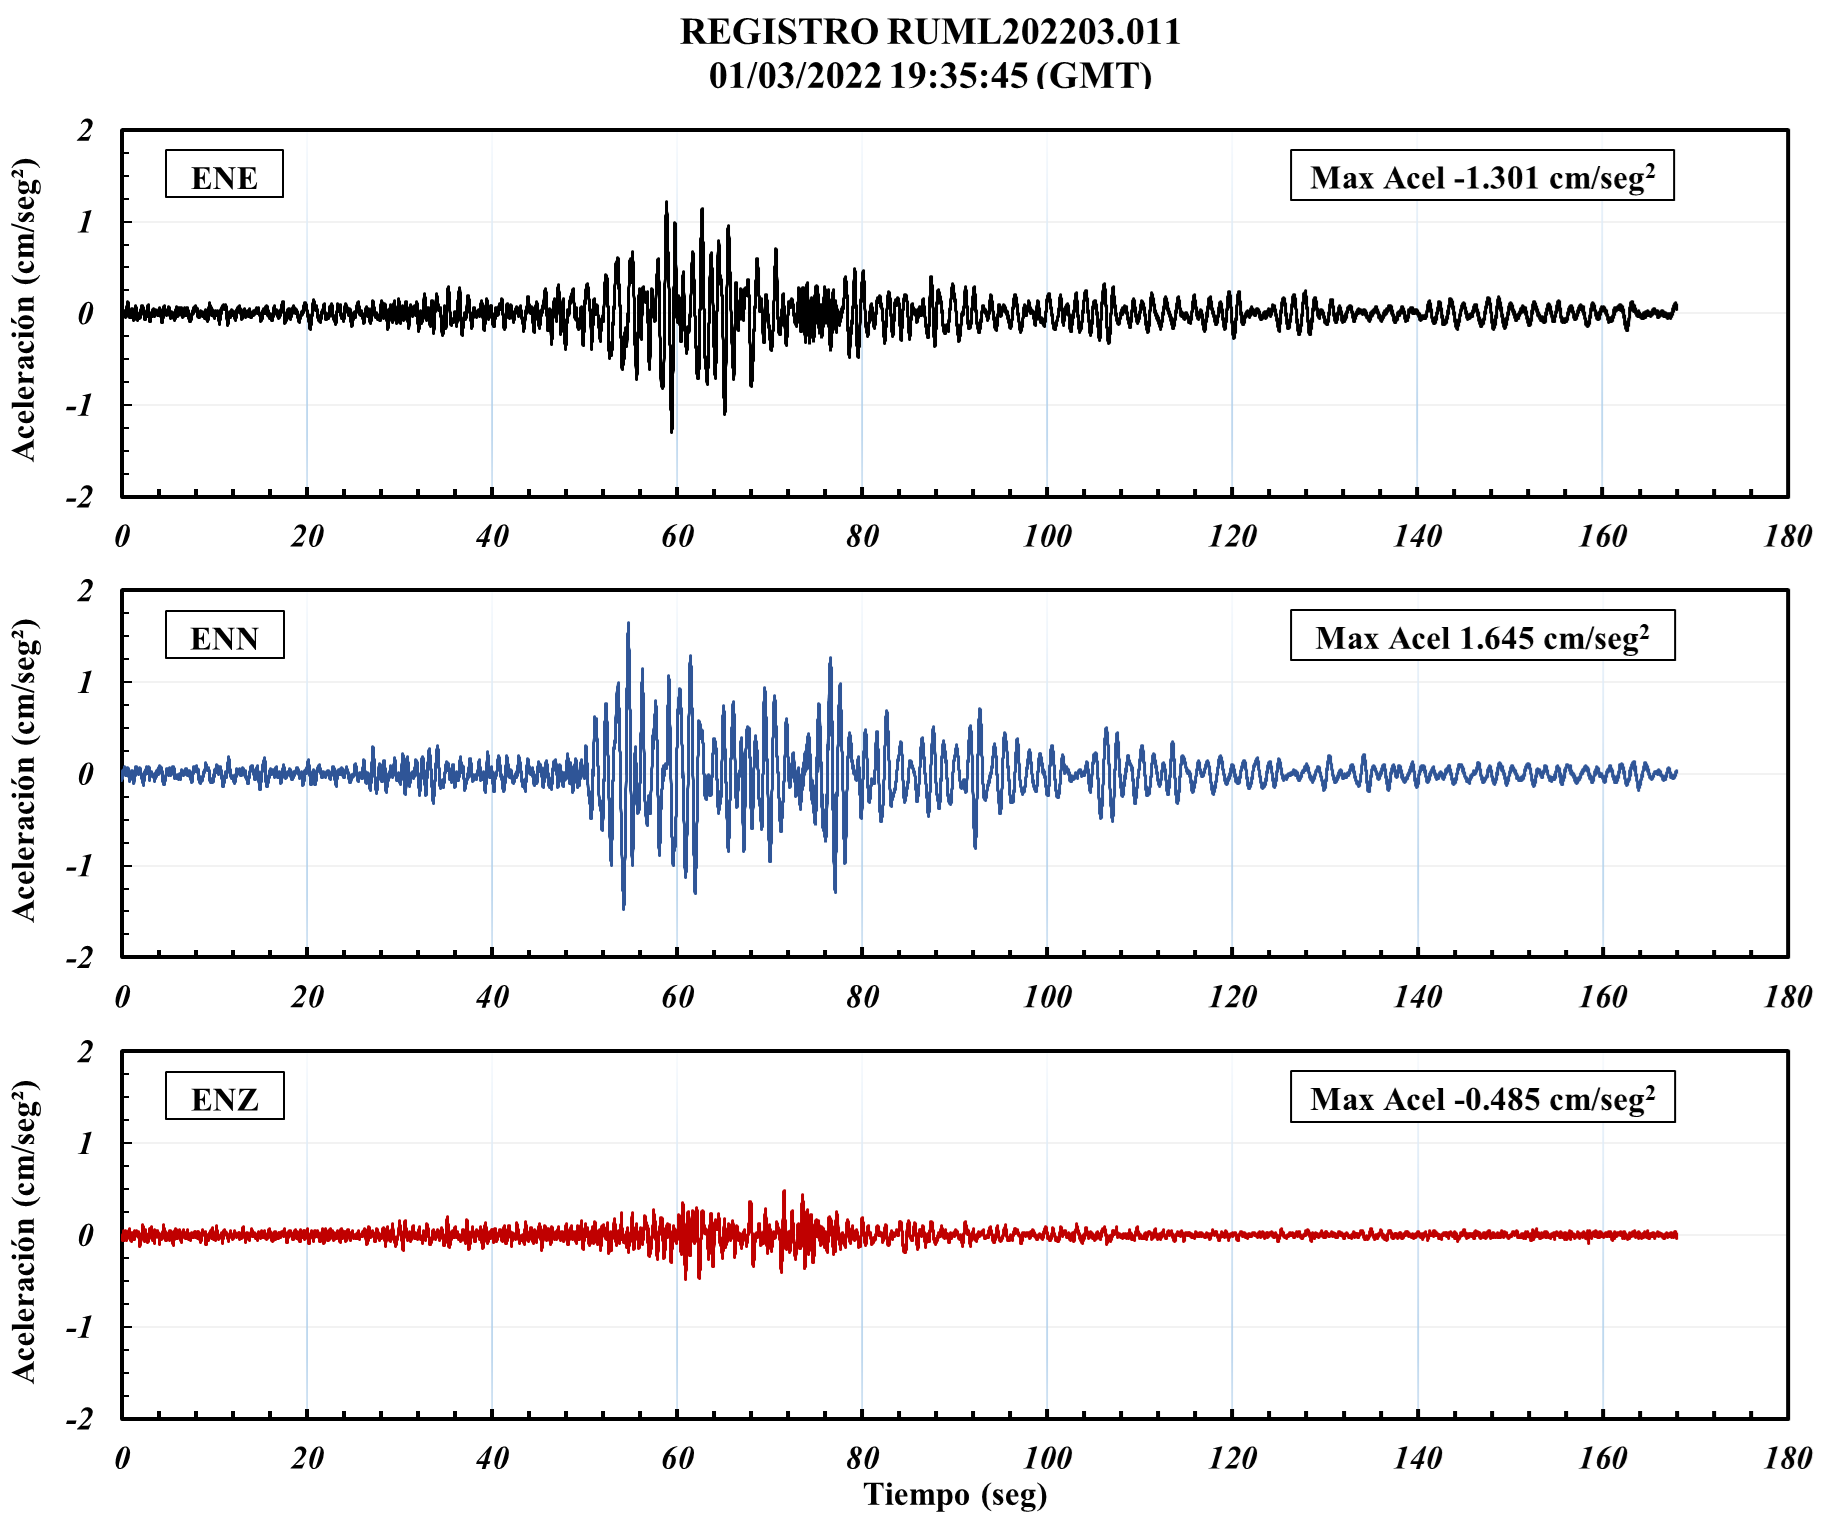 REGISTRO RUML202203.011
01/03/2022 19:35:45 (GMT)
Aceleración (cm/seg²)
2
1
0
-1
-2
ENE
Max Acel -1.301 cm/seg²
0 20 40 60 80 100 120 140 160 180
Aceleración (cm/seg²)
2
1
0
-1
-2
ENN
Max Acel 1.645 cm/seg²
0 20 40 60 80 100 120 140 160 180
Aceleración (cm/seg²)
2
1
0
-1
-2
ENZ
Max Acel -0.485 cm/seg²
0 20 40 60 80 100 120 140 160 180
Tiempo (seg)